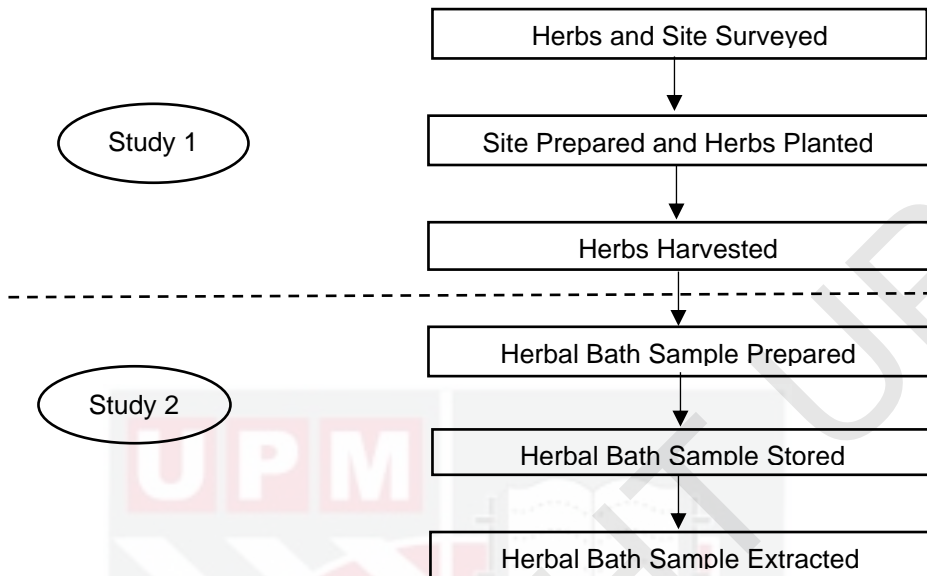 Herbs and Site Surveyed
Study 1
Site Prepared and Herbs Planted
Herbs Harvested
Herbal Bath Sample Prepared
Study 2
Herbal Bath Sample Stored
Herbal Bath Sample Extracted
UPM